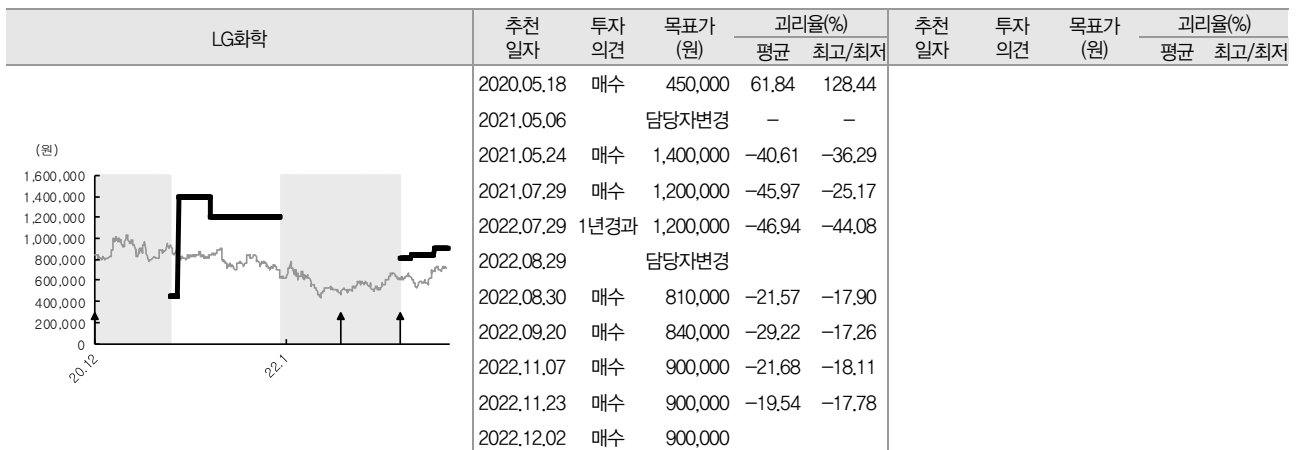 LG화학 추천 일자 투자 의견 목표가 (원) 괴리율(%) 평균 최고/최저 추천 일자 투자 의견 목표가 (원) 괴리율(%) 평균 최고/최저
(원)
1,600,000
1,400,000
1,200,000
1,000,000
800,000
600,000
400,000
200,000
0
20.12 22.1
2020.05.18 매수 450,000 61.84 128.44
2021.05.06 담당자변경 – –
2021.05.24 매수 1,400,000 –40.61 –36.29
2021.07.29 매수 1,200,000 –45.97 –25.17
2022.07.29 1년경과 1,200,000 –46.94 –44.08
2022.08.29 담당자변경
2022.08.30 매수 810,000 –21.57 –17.90
2022.09.20 매수 840,000 –29.22 –17.26
2022.11.07 매수 900,000 –21.68 –18.11
2022.11.23 매수 900,000 –19.54 –17.78
2022.12.02 매수 900,000